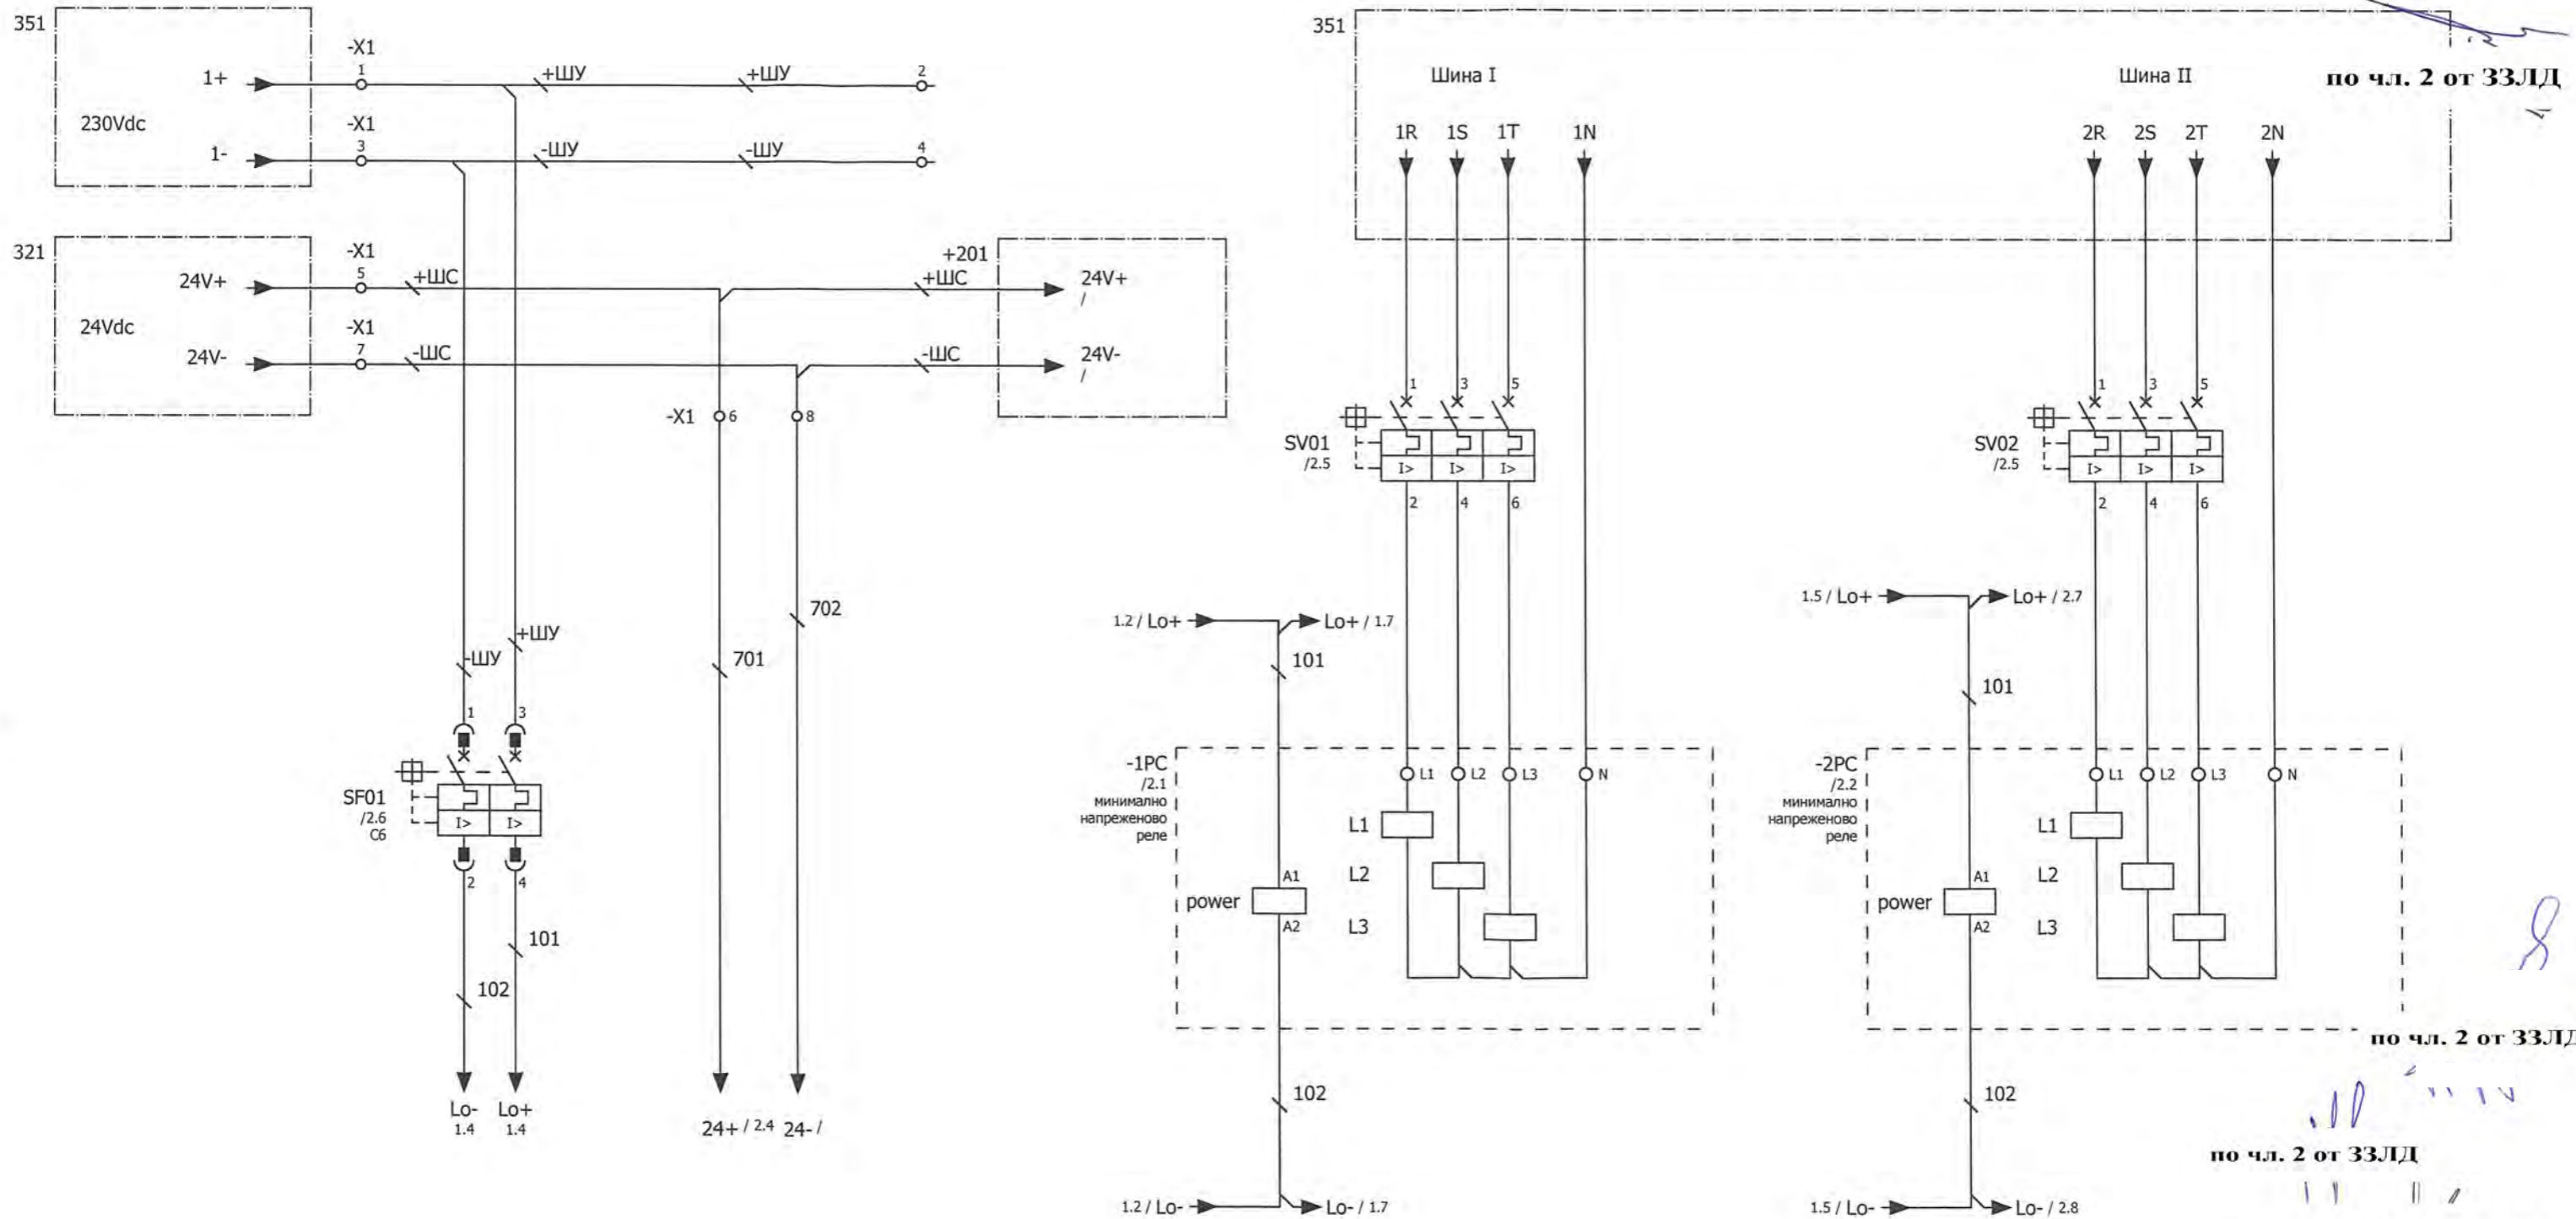 351
-X1
1+
1
+ШУ
+ШУ
2
230Vdc
-X1
1-
3
-ШУ
-ШУ
4
321
-X1
24V+
5
+ШС
+ШС
+201
24V+
/
24Vdc
-X1
24V-
7
-ШС
-ШС
24V-
/
-X1
6
8
702
701
-ШУ
+ШУ
1
3
SF01
/2.6
C6
I>
I>
2
4
101
102
Lo-
1.4
Lo+
1.4
24+ / 2.4
24- /
351
Шина I
Шина II
по чл. 2 от ЗЗЛД
1R
1S
1T
1N
2R
2S
2T
2N
1
3
5
SV01
/2.5
I>
I>
I>
2
4
6
1
3
5
SV02
/2.5
I>
I>
I>
2
4
6
1.2 / Lo+
Lo+ / 1.7
101
1.5 / Lo+
Lo+ / 2.7
101
-1PC
/2.1
минимално
напреженово
реле
L1
L2
L3
N
L1
L2
L3
power
A1
A2
-2PC
/2.2
минимално
напреженово
реле
L1
L2
L3
N
L1
L2
L3
power
A1
A2
по чл. 2 от ЗЗЛД
102
102
по чл. 2 от ЗЗЛД
1.2 / Lo-
Lo- / 1.7
1.5 / Lo-
Lo- / 2.8